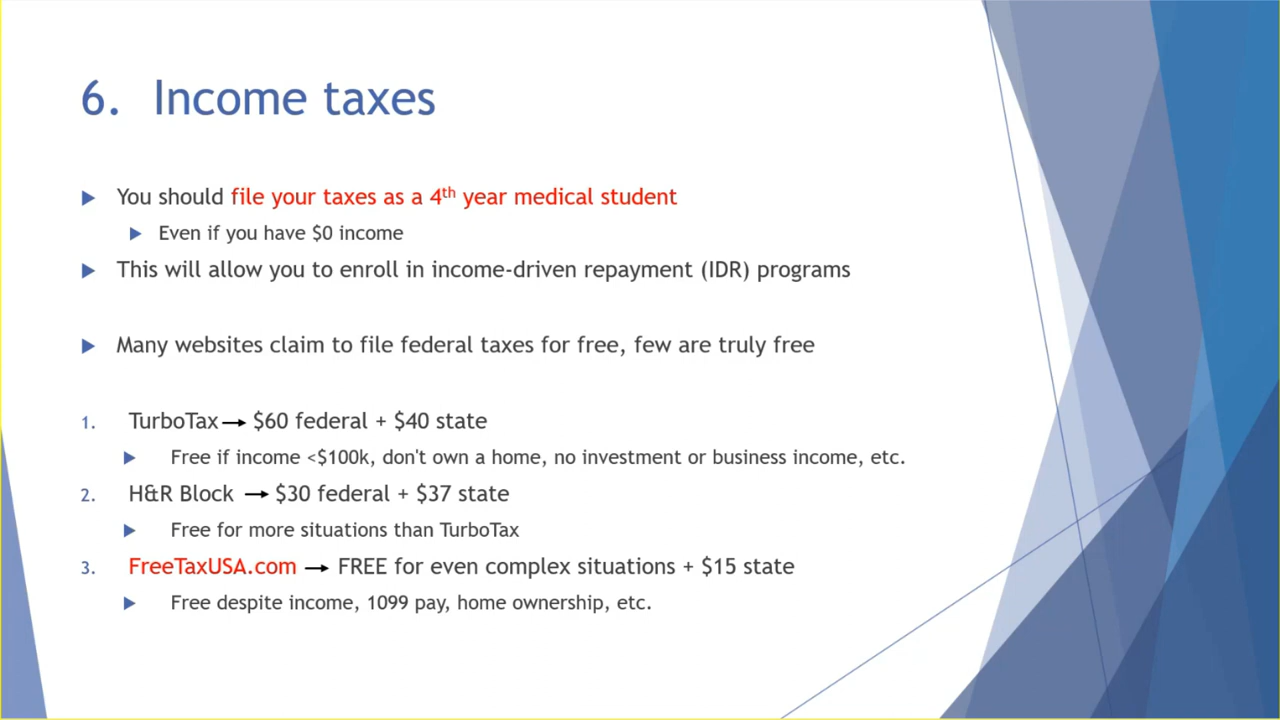 6. Income taxes
You should file your taxes as a 4th year medical student
Even if you have $0 income
This will allow you to enroll in income-driven repayment (IDR) programs
Many websites claim to file federal taxes for free, few are truly free
1. TurboTax → $60 federal + $40 state
Free if income <$100k, don't own a home, no investment or business income, etc.
2. H&R Block → $30 federal + $37 state
Free for more situations than TurboTax
3. FreeTaxUSA.com → FREE for even complex situations + $15 state
Free despite income, 1099 pay, home ownership, etc.